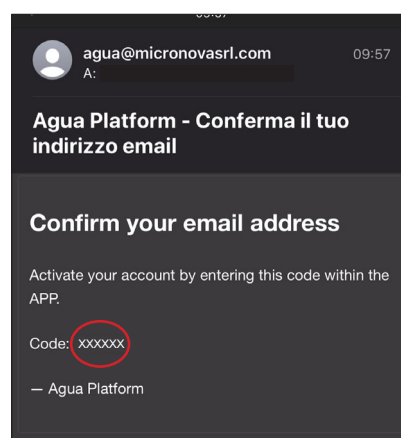 agua@micronovasrl.com
09:57
A:
Agua Platform - Conferma il tuo
indirizzo email
Confirm your email address
Activate your account by entering this code within the
APP.
Code: xxxxxx
— Agua Platform